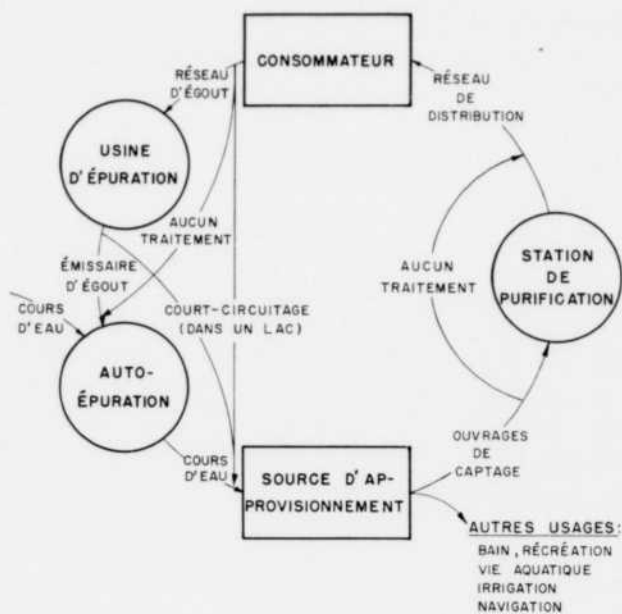 CONSOMMATEUR
RÉSEAU
D'ÉGOUT
RÉSEAU
DE
DISTRIBUTION
USINE
D'ÉPURATION
AUCUN
TRAITEMENT
ÉMISSAIRE
D'ÉGOUT
COURS
D'EAU
COURT-CIRCUITAGE
(DANS UN LAC)
AUCUN
TRAITEMENT
STATION
DE
PURIFICATION
AUTO-
ÉPURATION
COURS
D'EAU
SOURCE D'AP-
PROVISIONNEMENT
OUVRAGES
DE
CAPTAGE
AUTRES USAGES:
BAIN, RÉCRÉATION
VIE AQUATIQUE
IRRIGATION
NAVIGATION